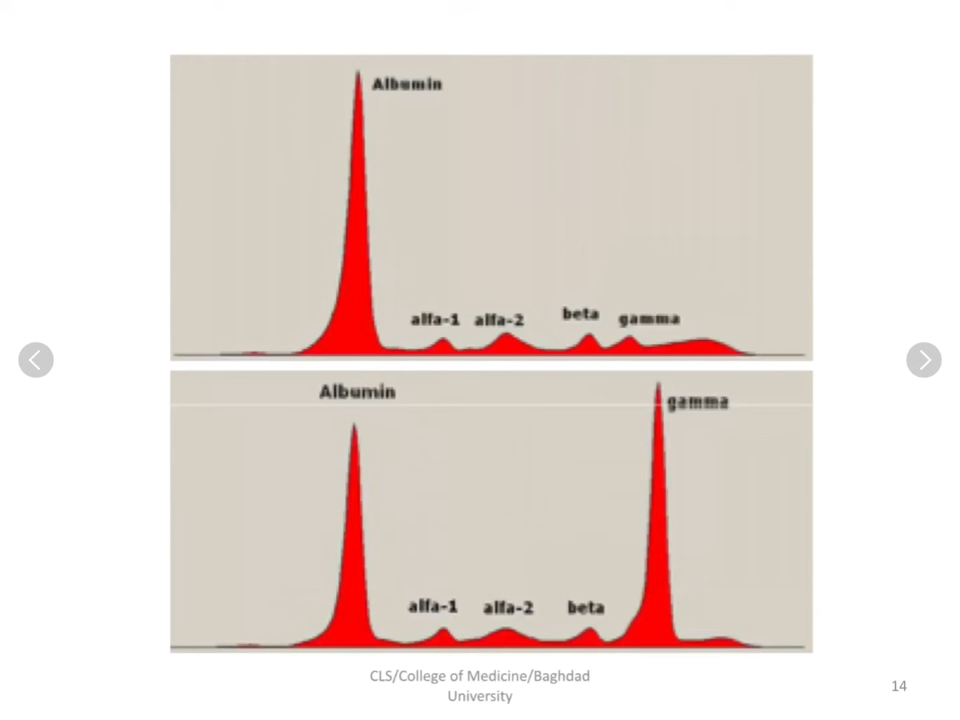 Albumin
alfa-1 alfa-2 beta gamma
Albumin gamma
alfa-1 alfa-2 beta
CLS/College of Medicine/Baghdad
University
14